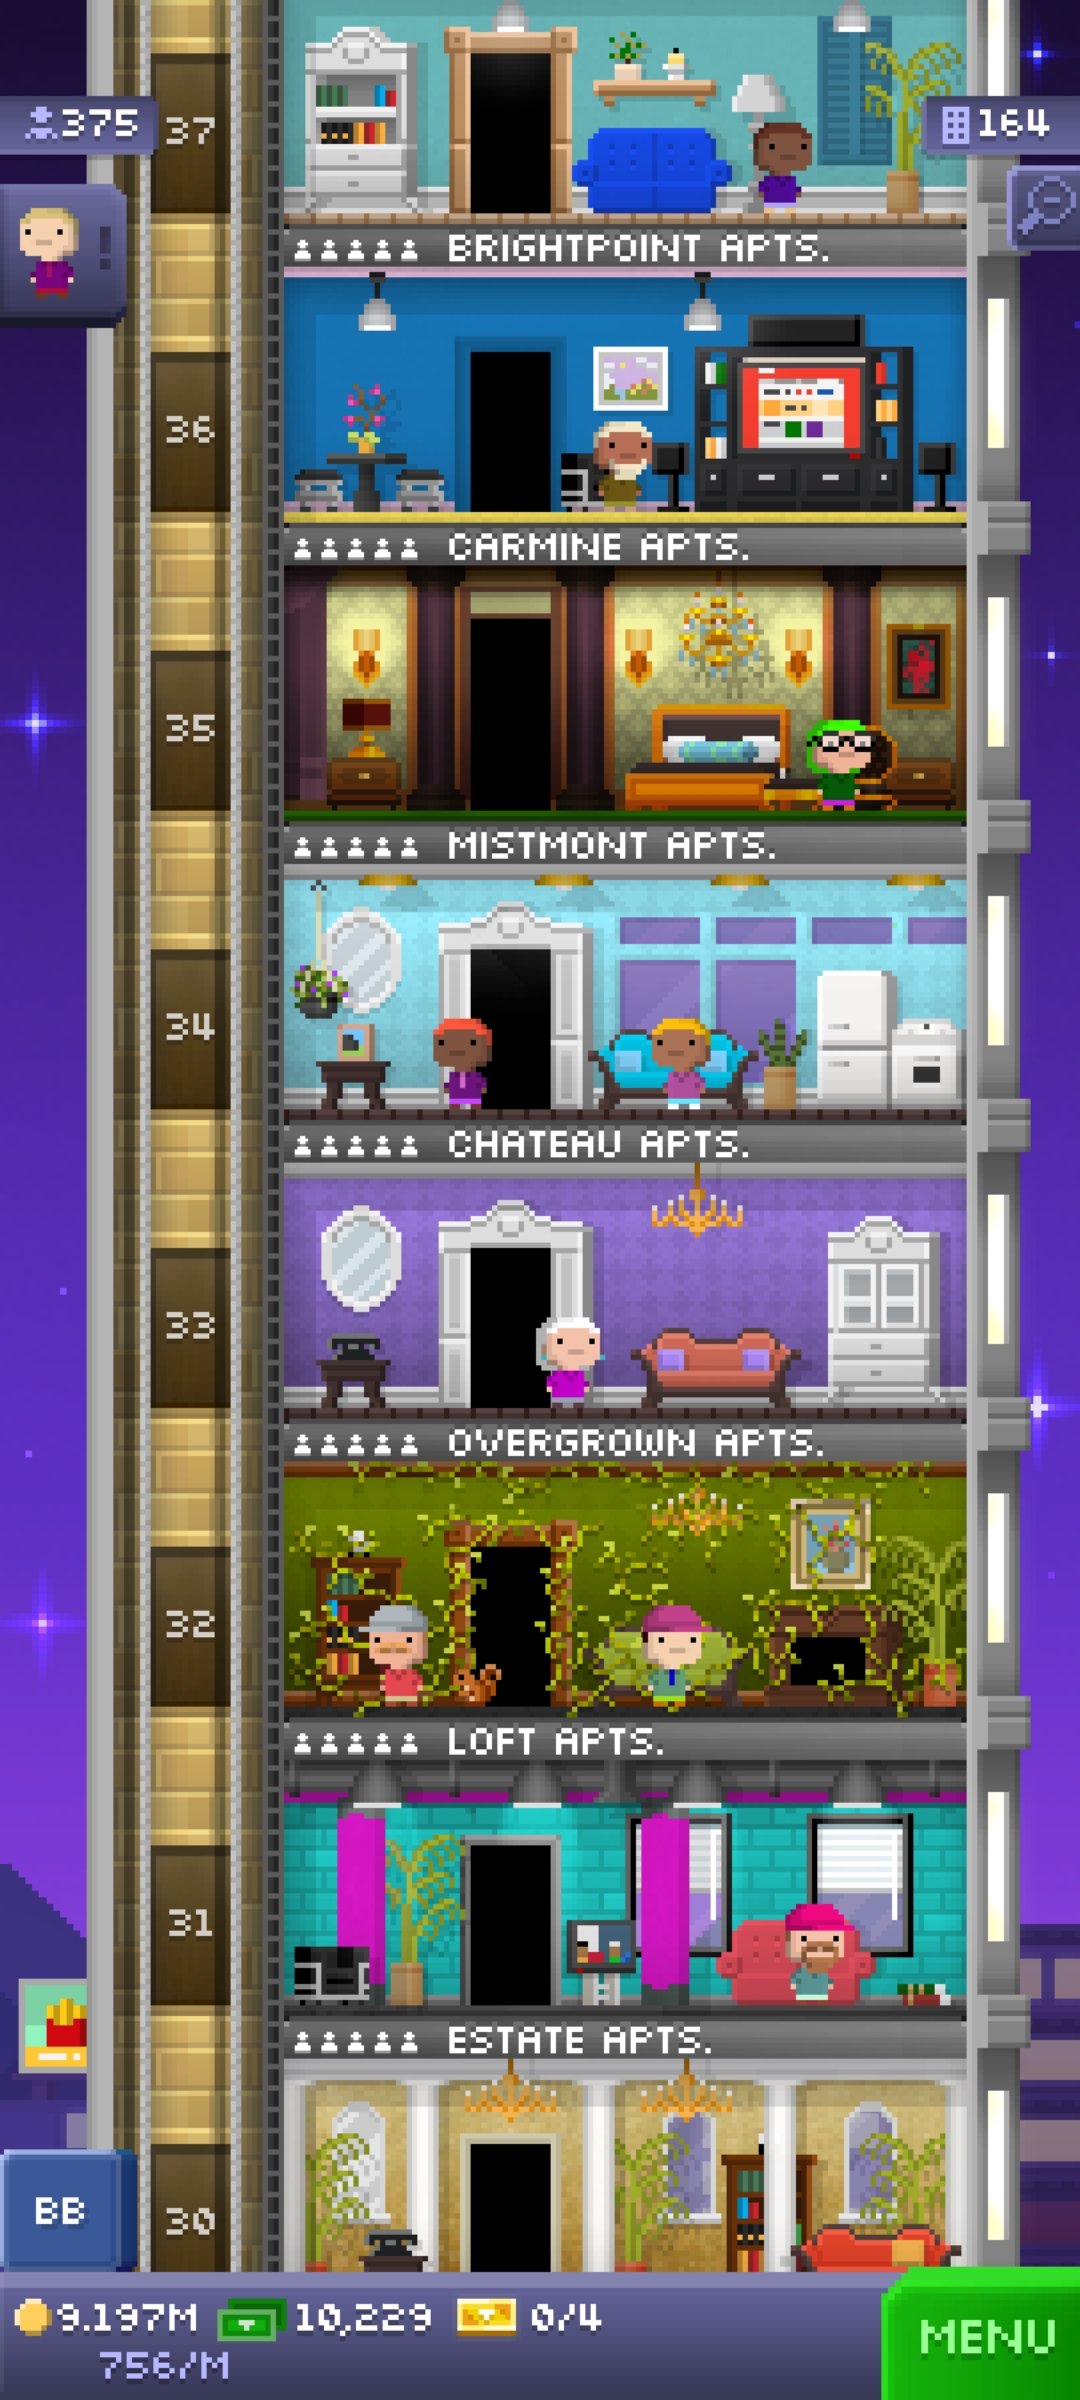 375
37
164
BRIGHTPOINT APTS.
36
CARMINE APTS.
35
MISTMONT APTS.
34
CHATEAU APTS.
33
OVERGROWN APTS.
32
LOFT APTS.
31
ESTATE APTS.
BB
30
9.197M 10,229 0/4
756/M
MENU